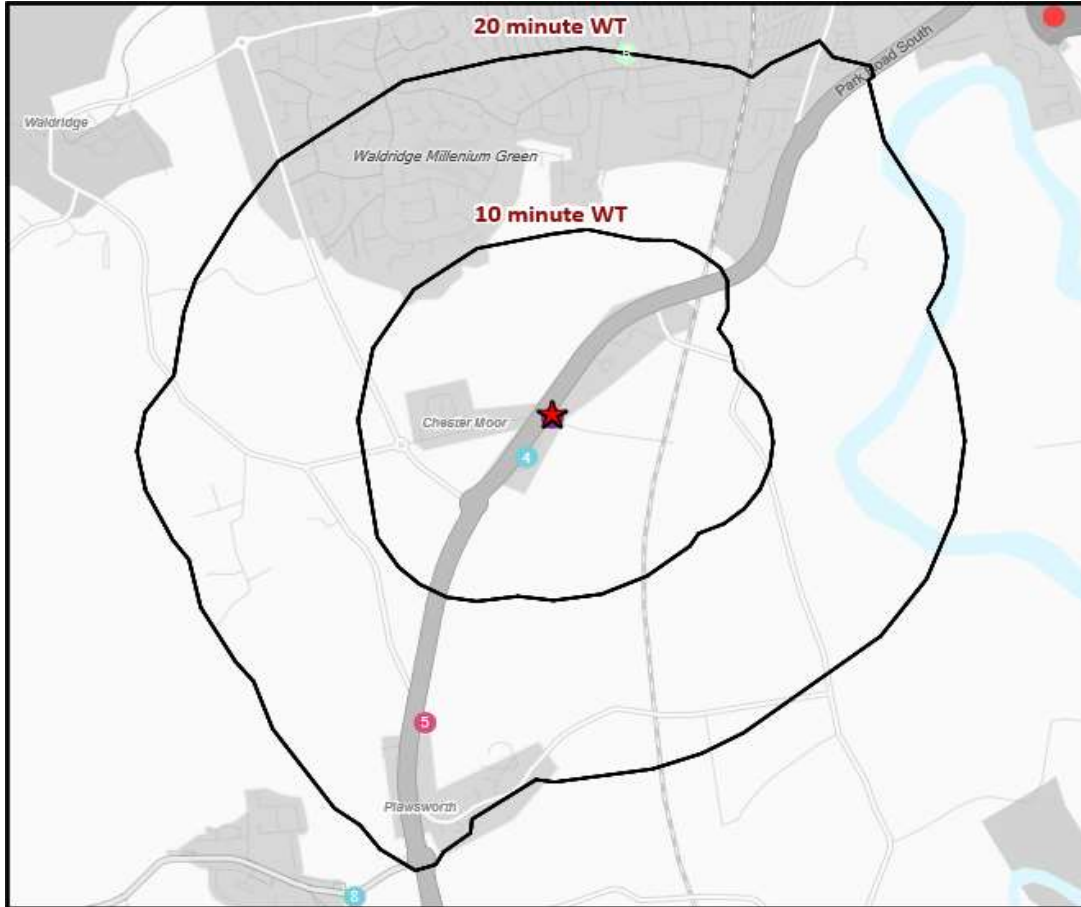 20 minute WT
Park Road South
Waldridge
Waldridge Millenium Green
10 minute WT
Chester Moor
4
5
Plawsworth
8